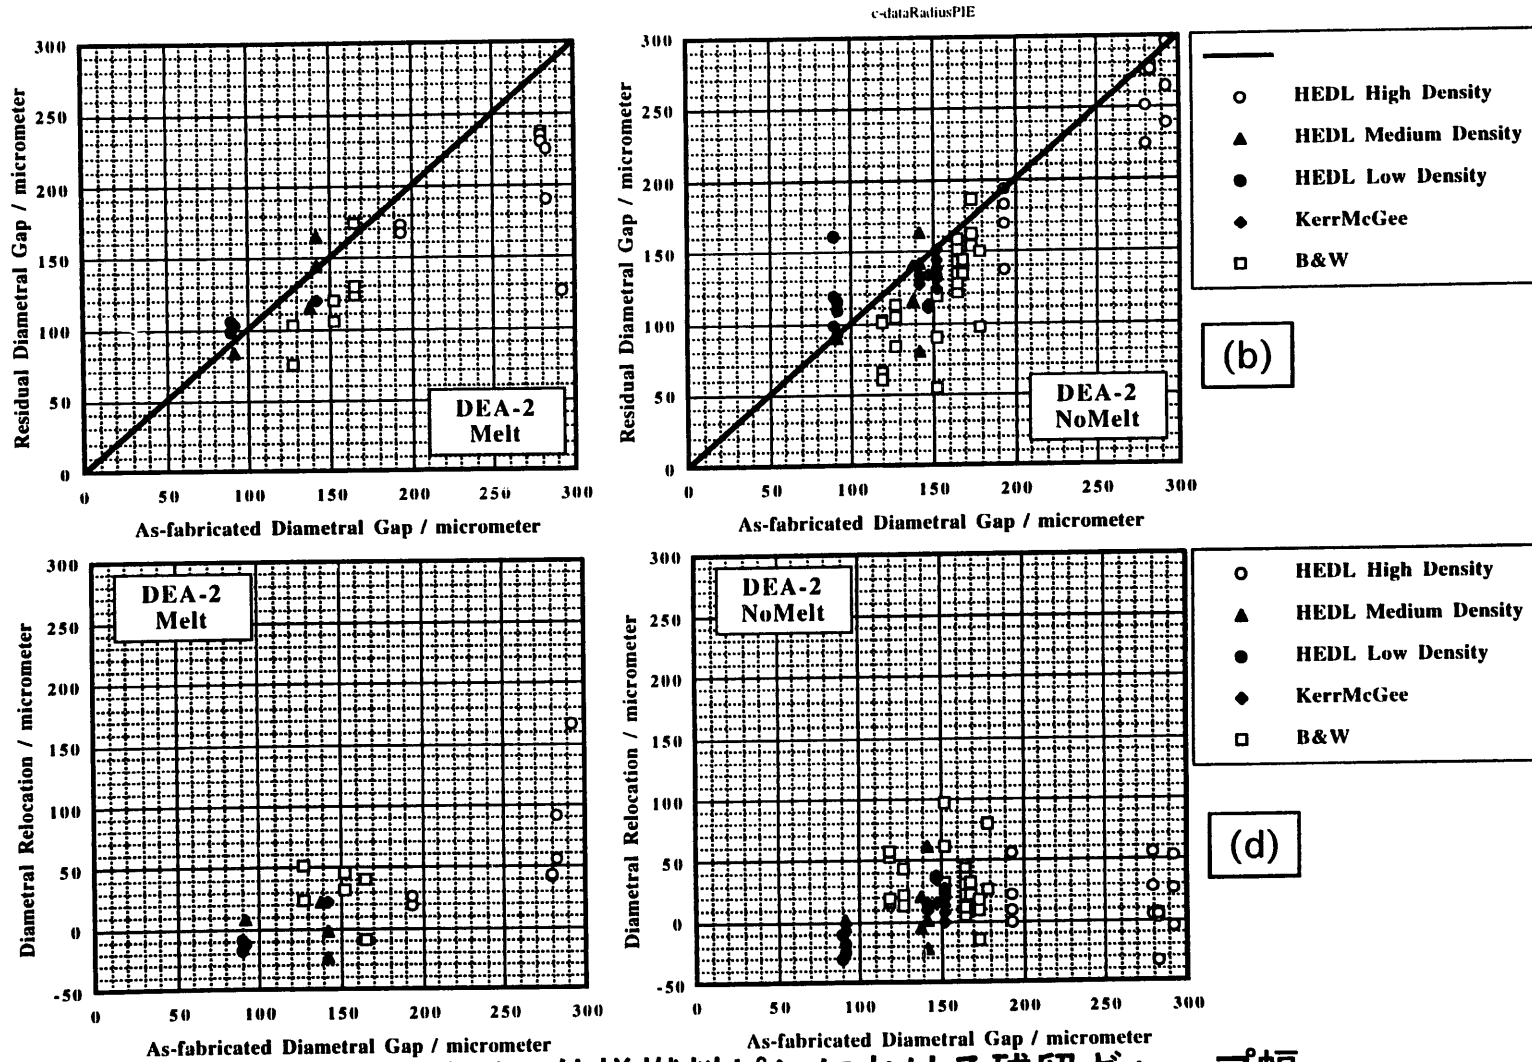 c-dataRadiusPIE
300
250
200
150
100
50
0
Residual Diametral Gap / micrometer
DEA-2
Melt
0 50 100 150 200 250 300
As-fabricated Diametral Gap / micrometer
300
250
200
150
100
50
0
Residual Diametral Gap / micrometer
DEA-2
NoMelt
0 50 100 150 200 250 300
As-fabricated Diametral Gap / micrometer
HEDL High Density
HEDL Medium Density
HEDL Low Density
KerrMcGee
B&W
(b)
300
250
200
150
100
50
0
-50
Diametral Relocation / micrometer
DEA-2
Melt
0 50 100 150 200 250 300
As-fabricated Diametral Gap / micrometer
300
250
200
150
100
50
0
-50
Diametral Relocation / micrometer
DEA-2
NoMelt
0 50 100 150 200 250 300
As-fabricated Diametral Gap / micrometer
HEDL High Density
HEDL Medium Density
HEDL Low Density
KerrMcGee
B&W
(d)